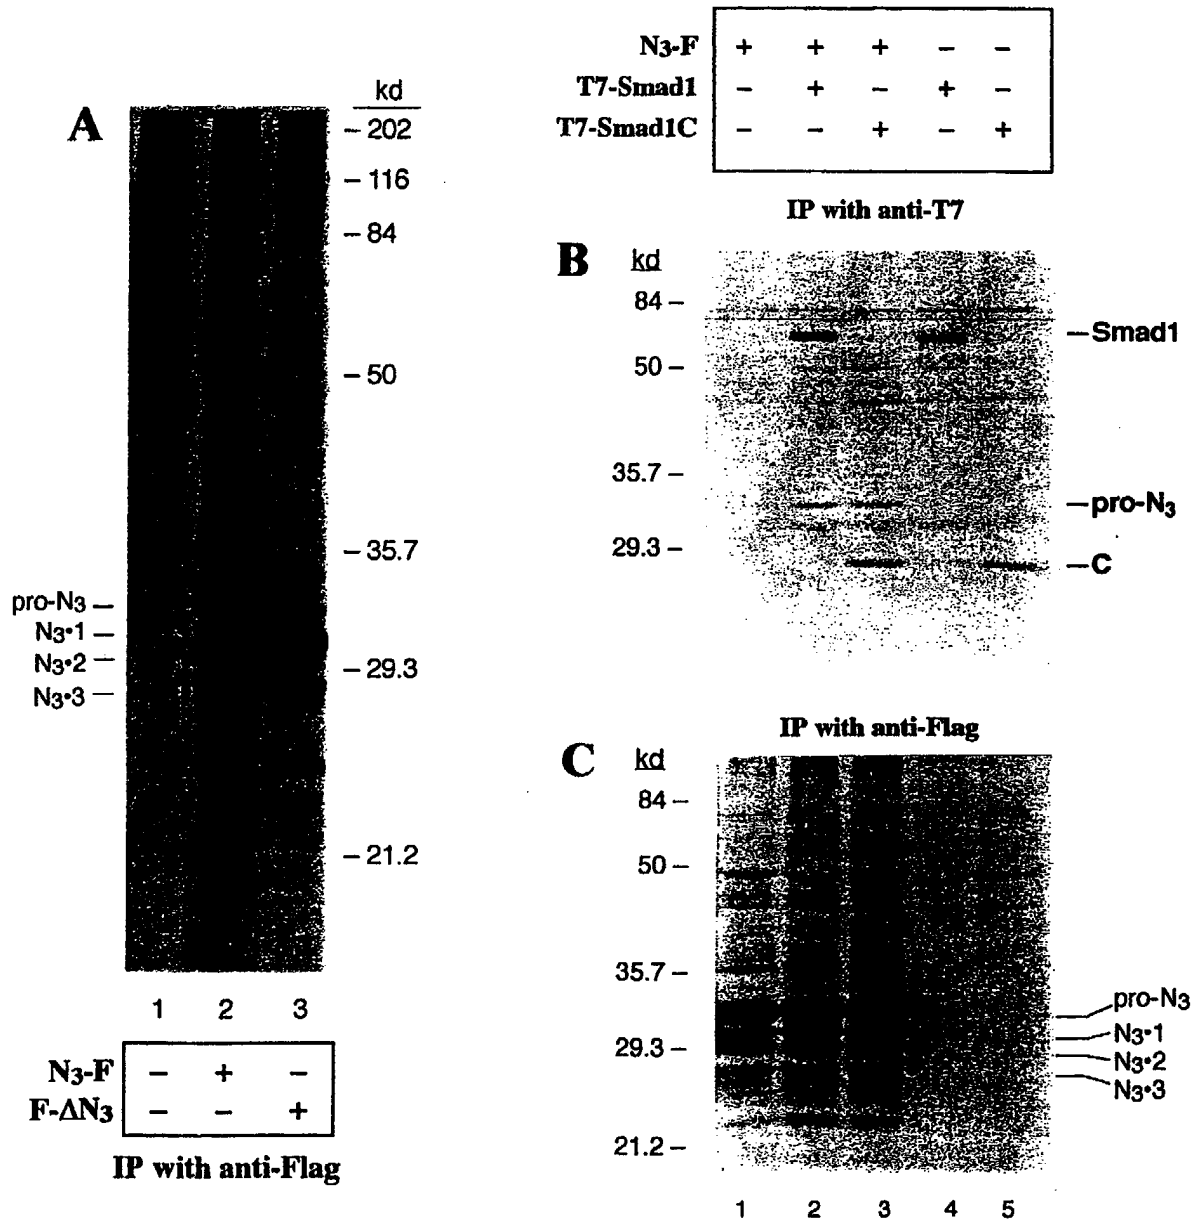 A
kd
202
116
84
50
35.7
29.3
21.2
pro-N3
N3•1
N3•2
N3•3
1 2 3
N3-F – + –
F-ΔN3 – – +
IP with anti-Flag
N3-F + + + – –
T7-Smad1 – + – + –
T7-Smad1C – – + – +
IP with anti-T7
B
kd
84
50
35.7
29.3
Smad1
pro-N3
C
IP with anti-Flag
C
kd
84
50
35.7
29.3
21.2
pro-N3
N3•1
N3•2
N3•3
1 2 3 4 5